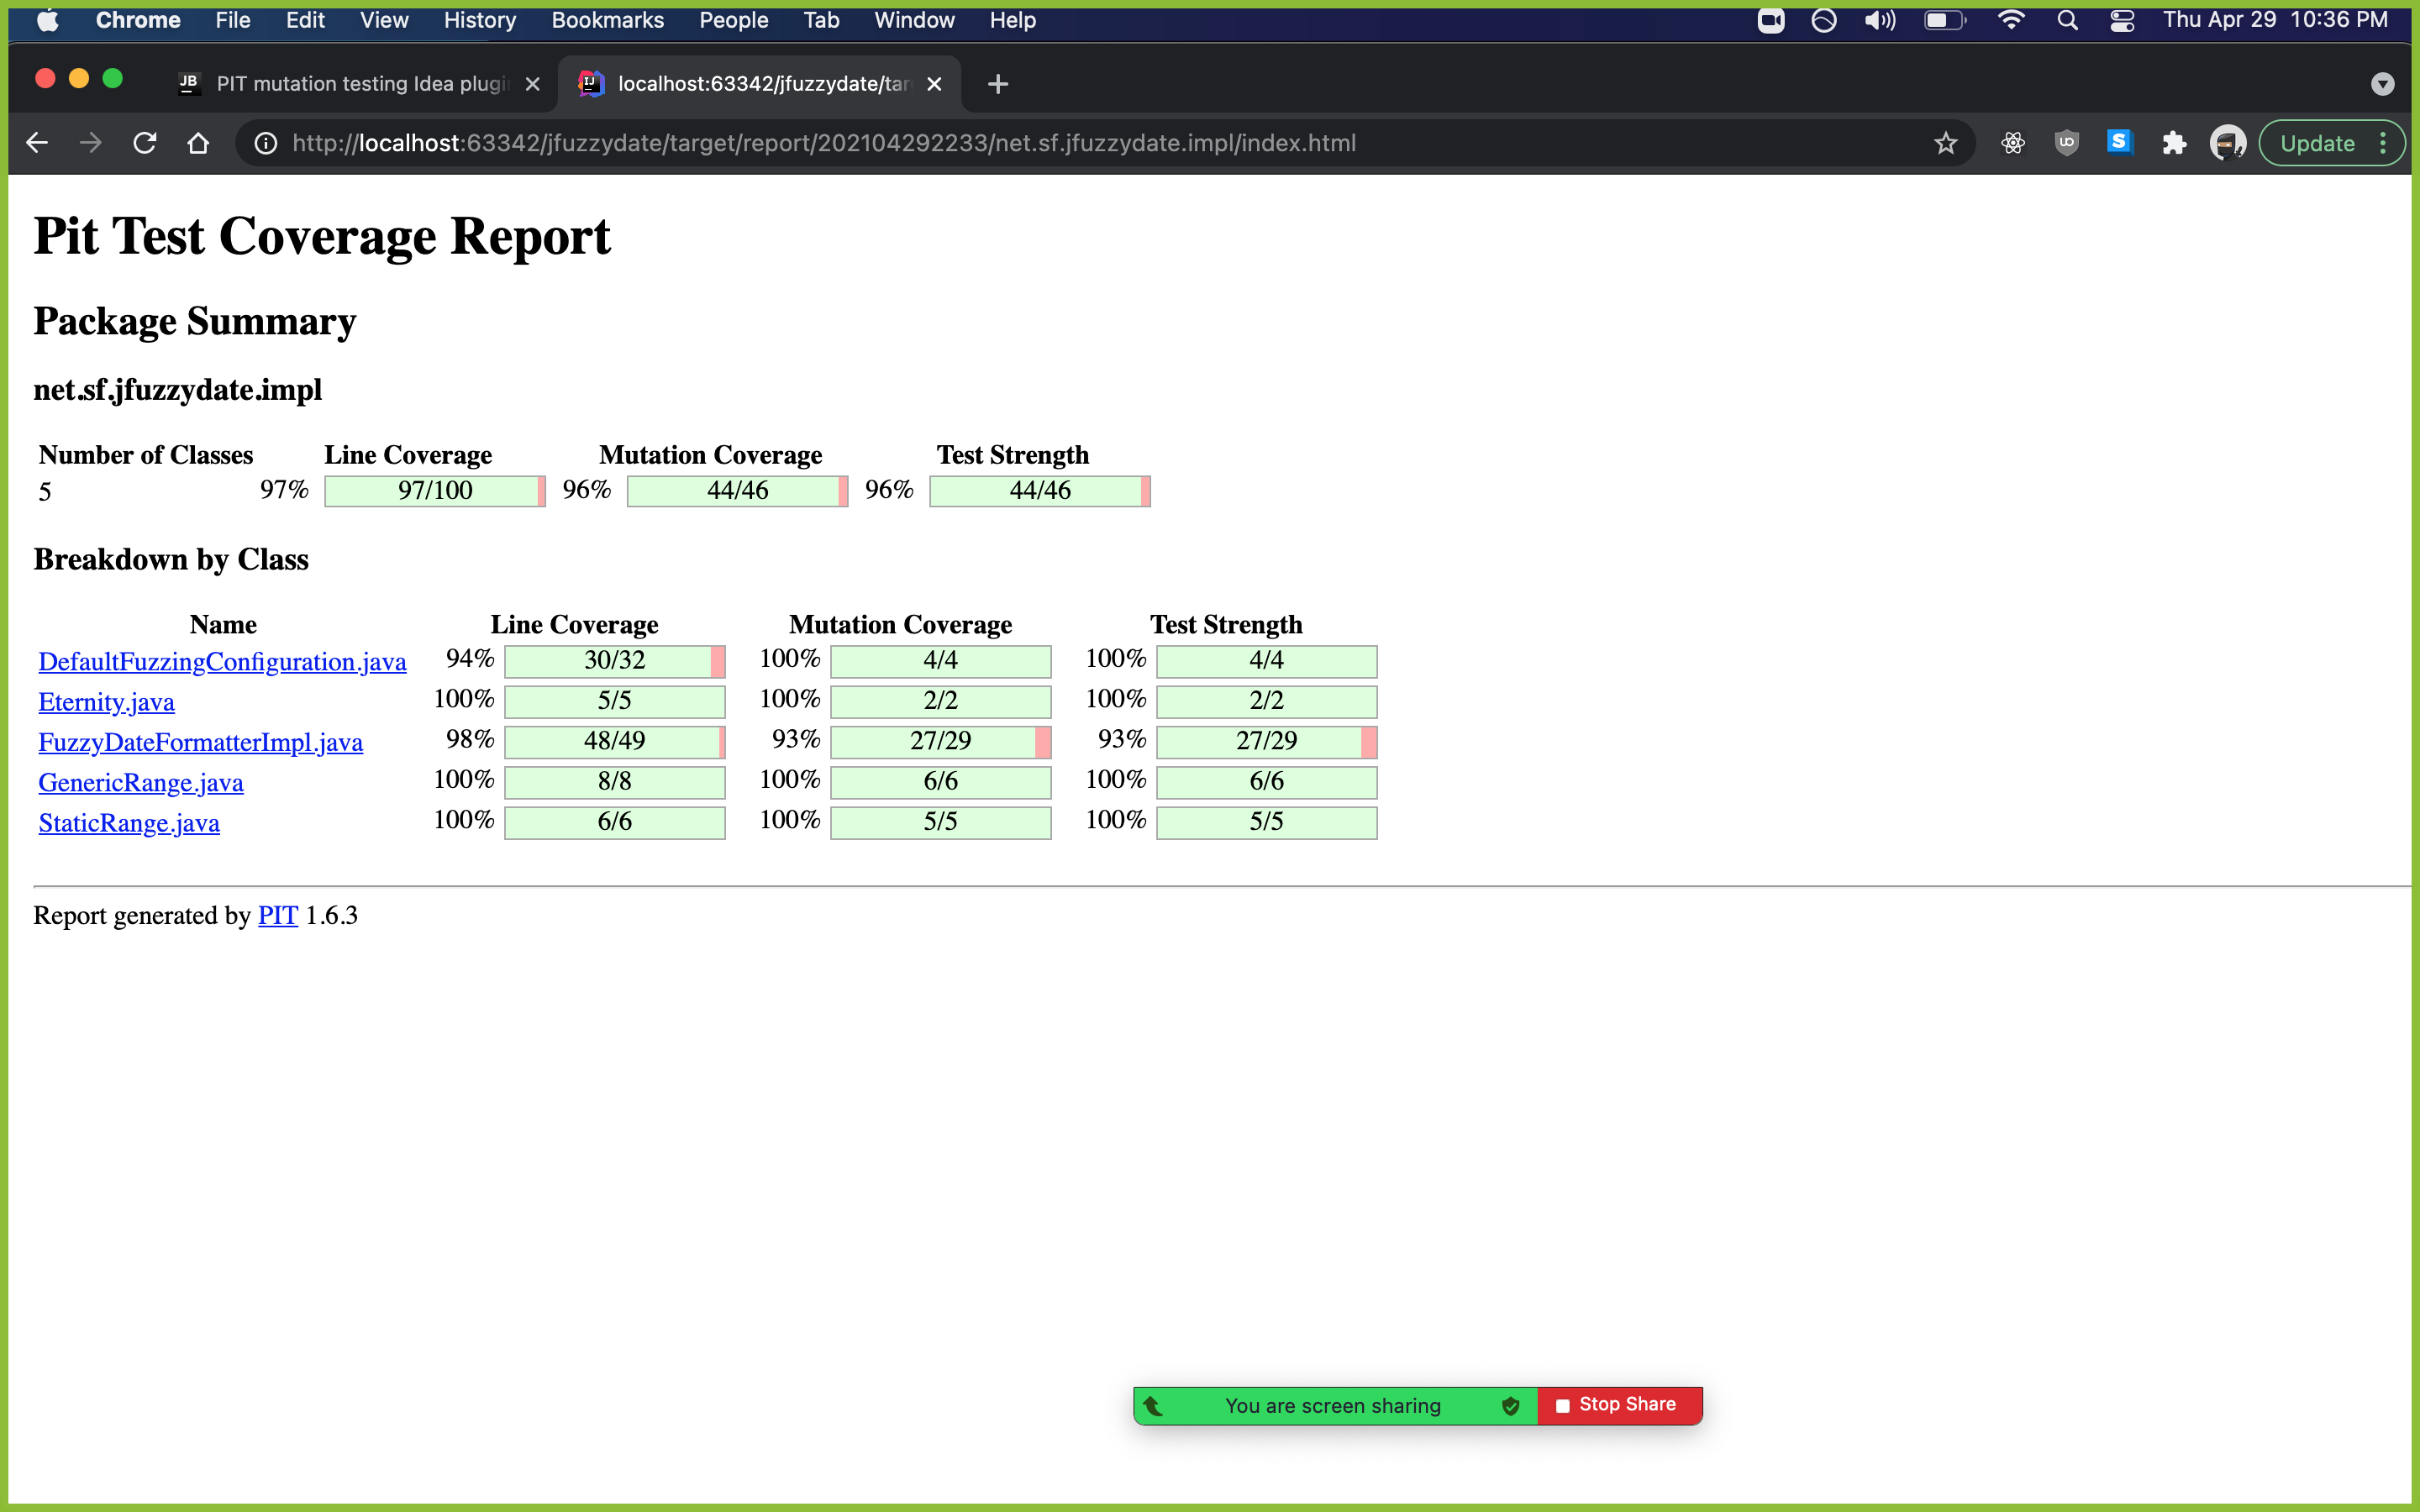 Chrome File Edit View History Bookmarks People Tab Window Help Thu Apr 29 10:36 PM
JB PIT mutation testing Idea plugi IJ localhost:63342/jfuzzydate/tar
http://localhost:63342/jfuzzydate/target/report/202104292233/net.sf.jfuzzydate.impl/index.html S Update
Pit Test Coverage Report
Package Summary
net.sf.jfuzzydate.impl
Number of Classes Line Coverage Mutation Coverage Test Strength
5 97% 97/100 96% 44/46 96% 44/46
Breakdown by Class
Name Line Coverage Mutation Coverage Test Strength
DefaultFuzzingConfiguration.java 94% 30/32 100% 4/4 100% 4/4
Eternity.java 100% 5/5 100% 2/2 100% 2/2
FuzzyDateFormatterImpl.java 98% 48/49 93% 27/29 93% 27/29
GenericRange.java 100% 8/8 100% 6/6 100% 6/6
StaticRange.java 100% 6/6 100% 5/5 100% 5/5
Report generated by PIT 1.6.3
You are screen sharing Stop Share